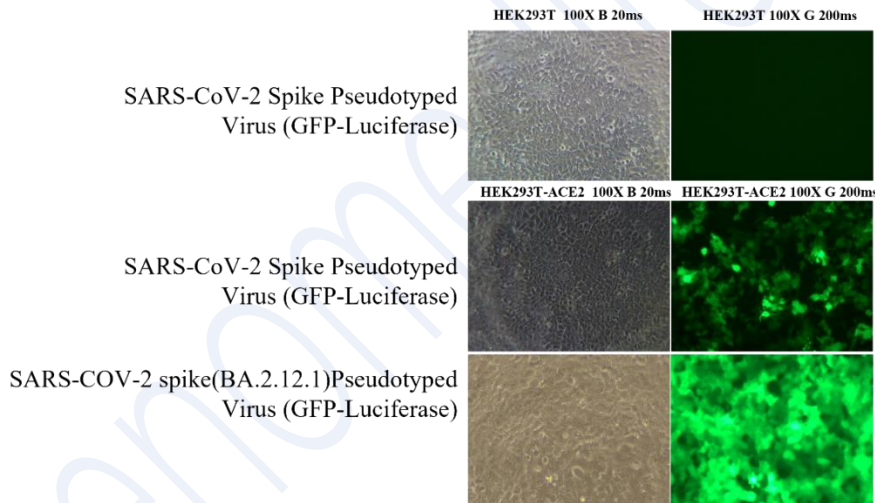 HEK293T 100X B 20ms
HEK293T 100X G 200ms
SARS-CoV-2 Spike Pseudotyped
Virus (GFP-Luciferase)
HEK293T-ACE2 100X B 20ms
HEK293T-ACE2 100X G 200ms
SARS-CoV-2 Spike Pseudotyped
Virus (GFP-Luciferase)
SARS-COV-2 spike(BA.2.12.1)Pseudotyped
Virus (GFP-Luciferase)